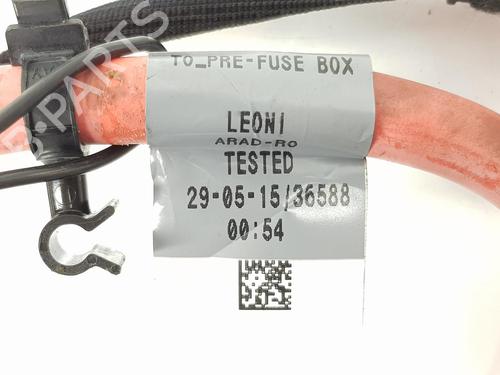 TO_PRE-FUSE BOX
LEONI
ARAD-RO
TESTED
29-05-15/36588
00:54